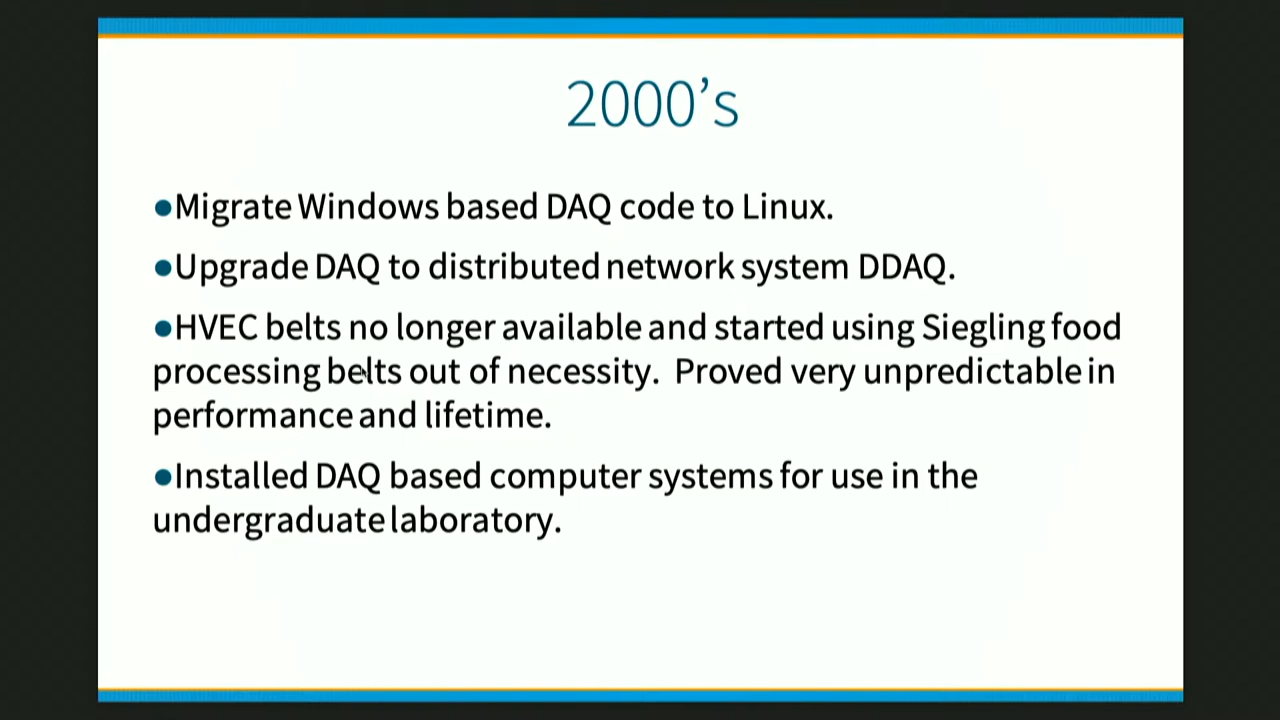 2000’s
●Migrate Windows based DAQ code to Linux.
●Upgrade DAQ to distributed network system DDAQ.
●HVEC belts no longer available and started using Siegling food
processing belts out of necessity.  Proved very unpredictable in
performance and lifetime.
●Installed DAQ based computer systems for use in the
undergraduate laboratory.